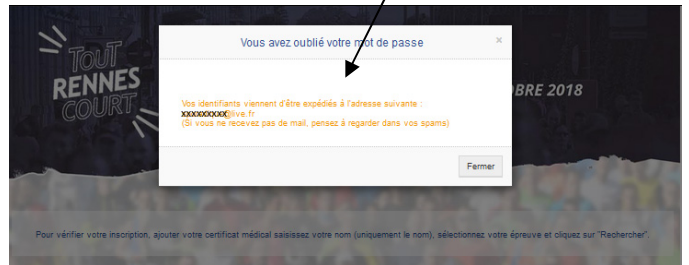 Vous avez oublié votre mot de passe ×
TOUT
RENNES
COURT
BRE 2018
Vos identifiants viennent d'être expédiés à l'adresse suivante :
xxxxxxxxx@live.fr
(Si vous ne recevez pas de mail, pensez à regarder dans vos spams)
Fermer
Pour vérifier votre inscription, ajouter votre certificat médical saisissez votre nom (uniquement le nom), sélectionnez votre épreuve et cliquez sur "Rechercher".